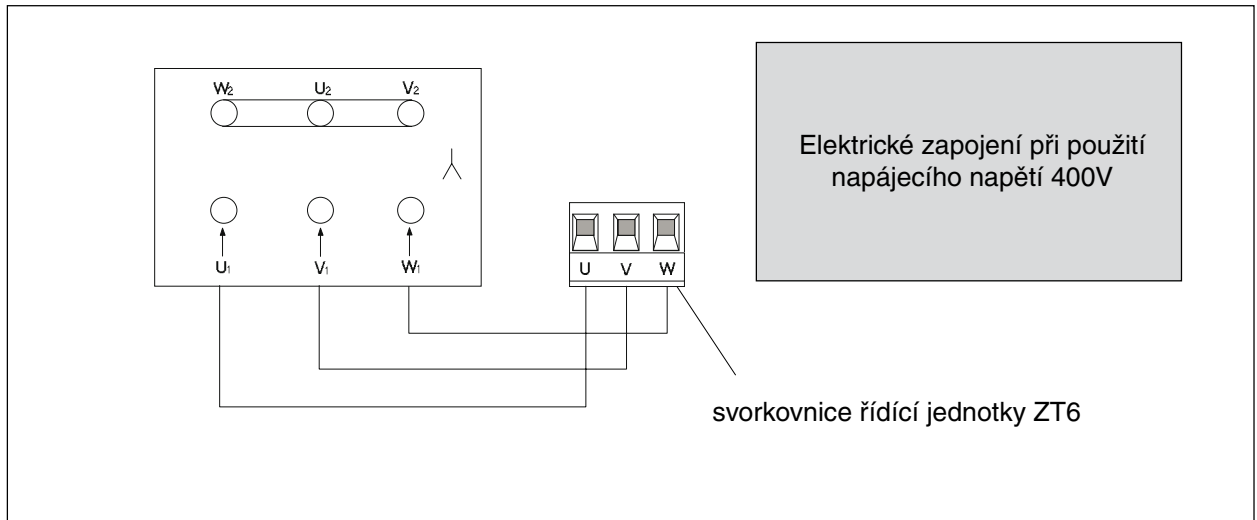 W2 U2 V2
U1 V1 W1
U V W
Elektrické zapojení při použití
napájecího napětí 400V
svorkovnice řídící jednotky ZT6